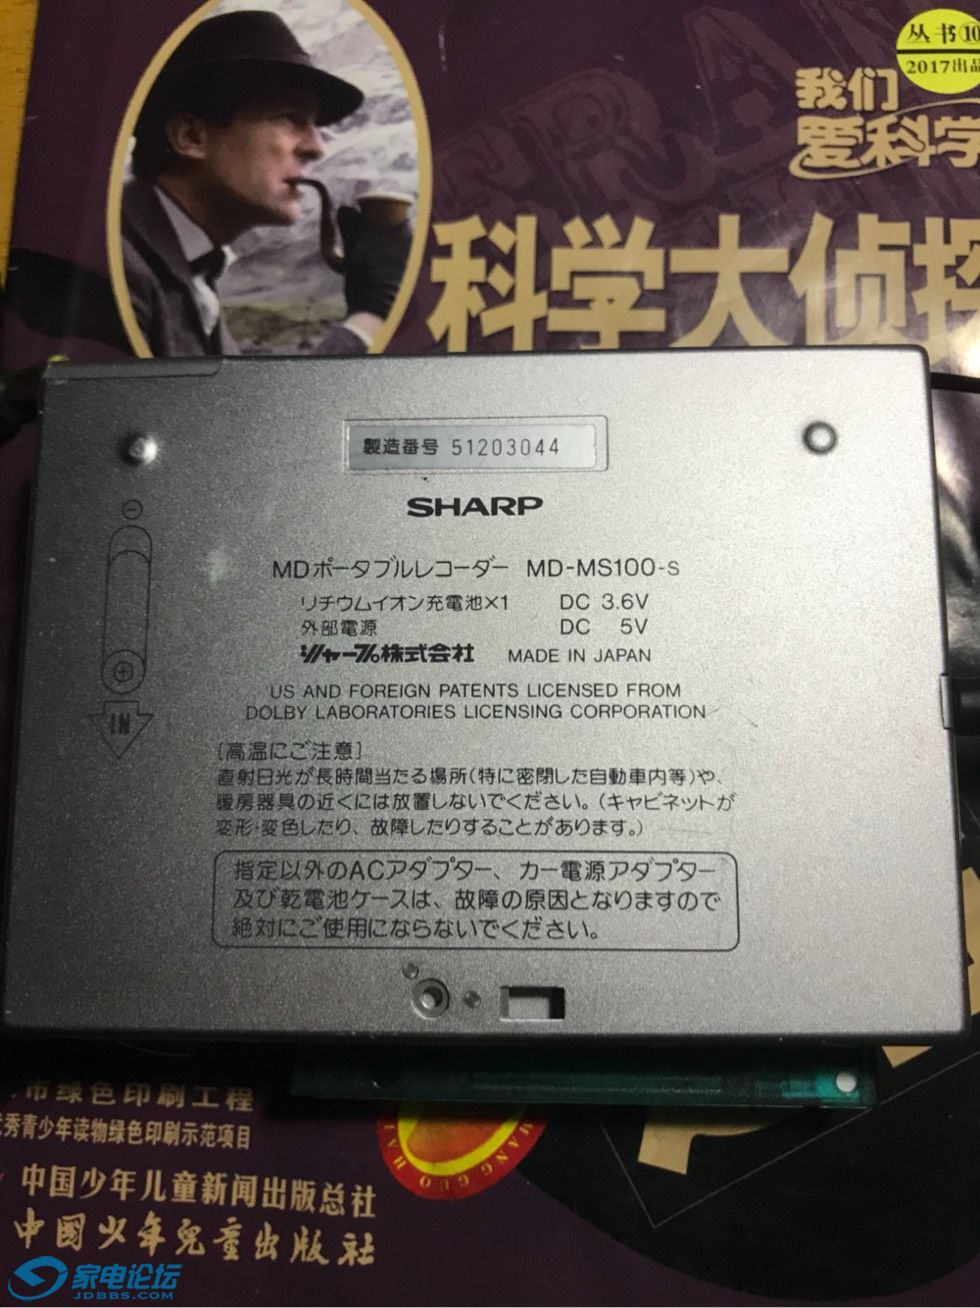 丛书⑩
2017出品
我们
爱科学
科学大侦探
製造番号 51203044
SHARP
MDポータブルレコーダー MD-MS100-S
リチウムイオン充電池×1 DC 3.6V
外部電源 DC 5V
シャープ株式会社 MADE IN JAPAN
US AND FOREIGN PATENTS LICENSED FROM
DOLBY LABORATORIES LICENSING CORPORATION
[高温にご注意]
直射日光が長時間当たる場所(特に密閉した自動車内等)や、
暖房器具の近くには放置しないでください。(キャビネットが
変形・変色したり、故障したりすることがあります。)
指定以外のACアダプター、カー電源アダプター
及び乾電池ケースは、故障の原因となりますので
絶対にご使用にならないでください。
IN
市绿色印刷工程
秀青少年读物绿色印刷示范项目
中国少年儿童新闻出版总社
中國少年兒童出版社
家电论坛
JDBBS.COM